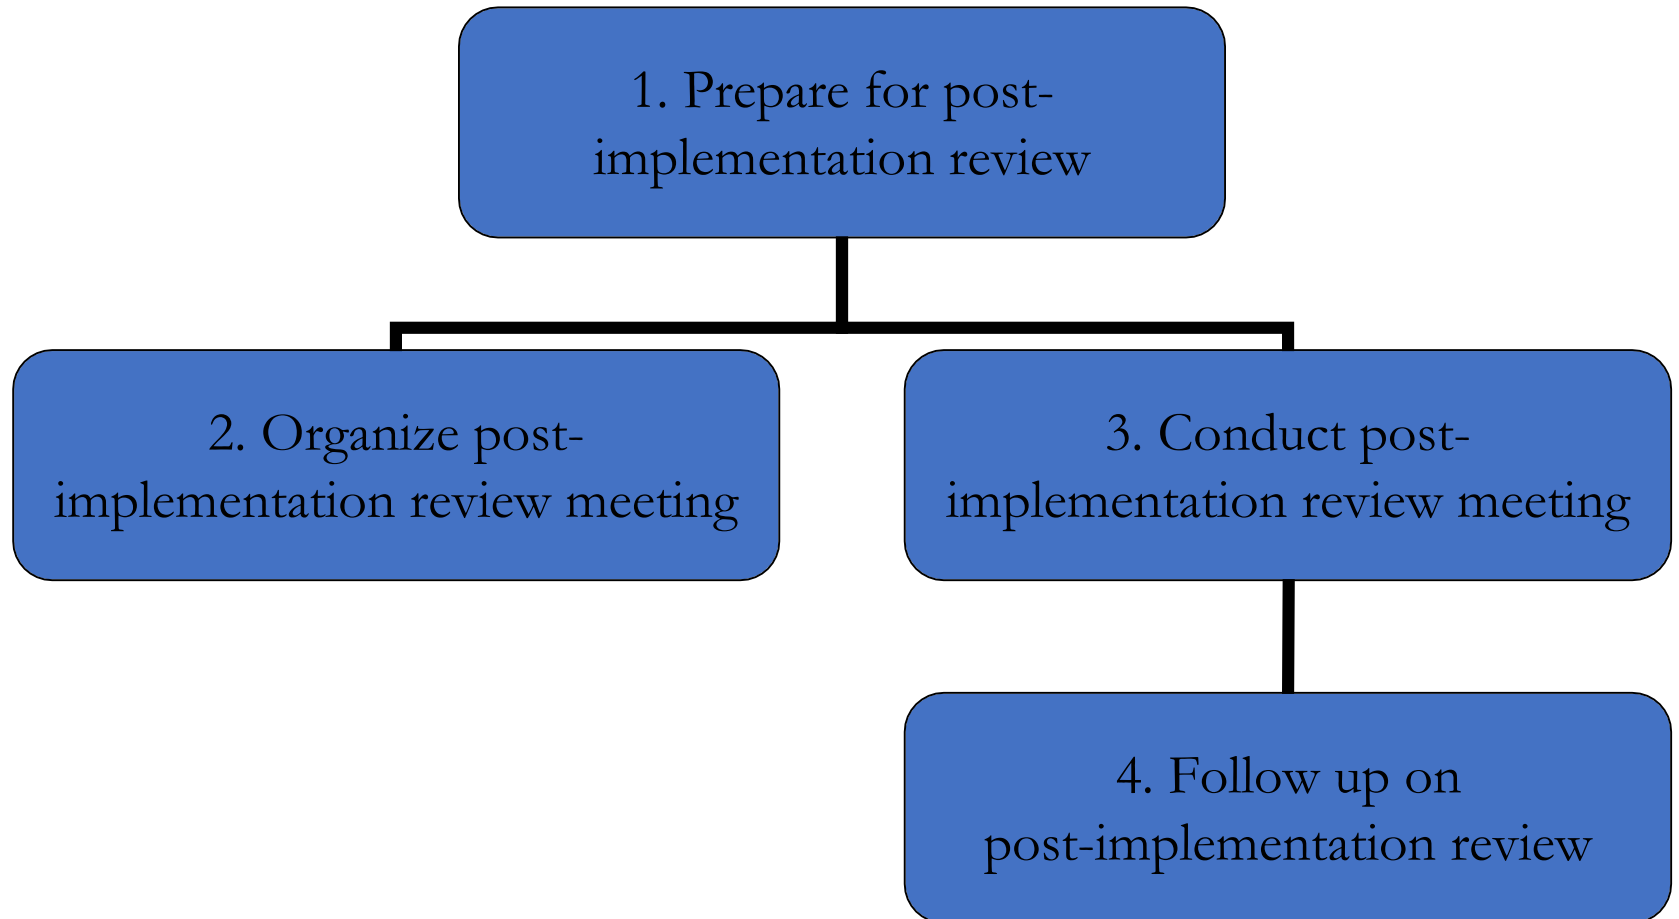 1. Prepare for post-
implementation review
2. Organize post-
implementation review meeting
3. Conduct post-
implementation review meeting
4. Follow up on
post-implementation review